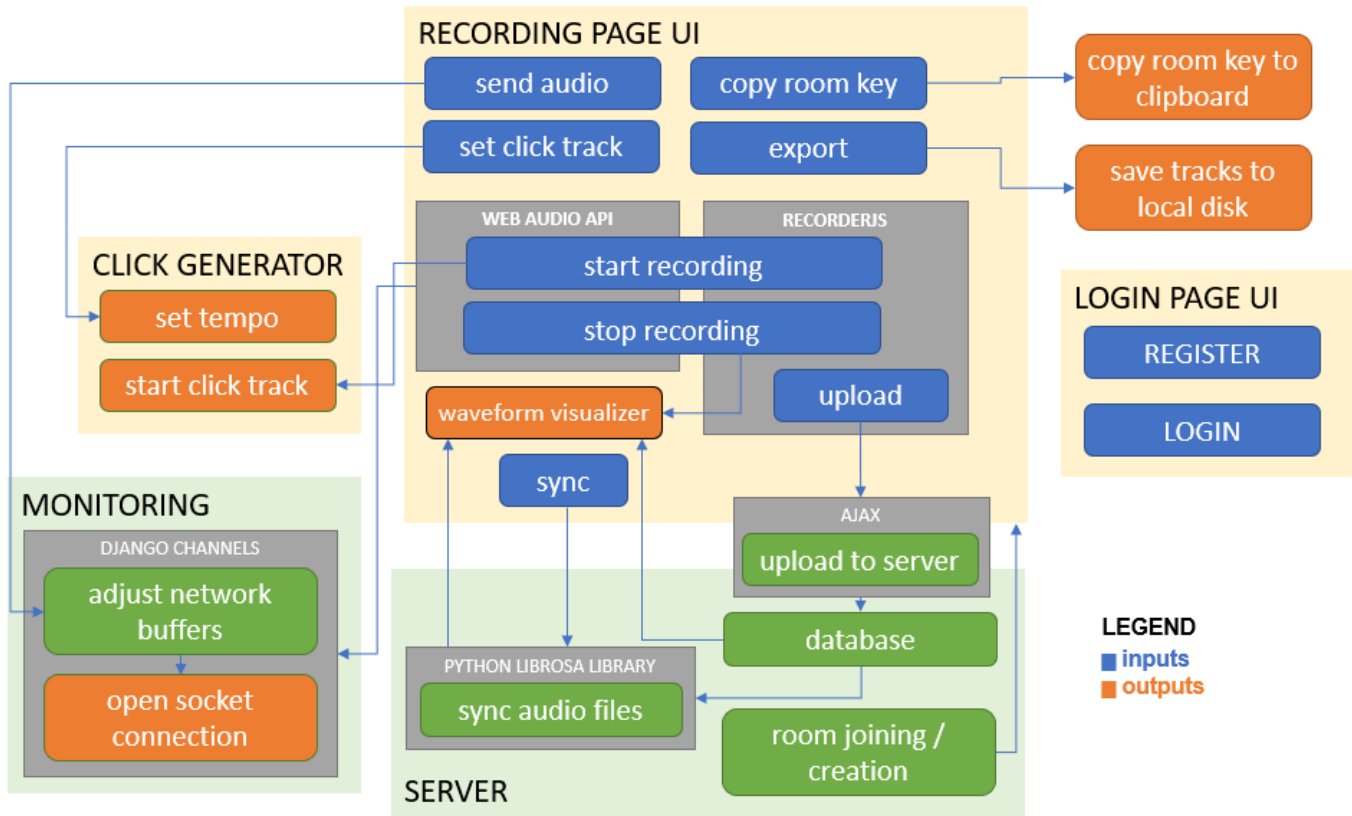 RECORDING PAGE UI
send audio
copy room key
set click track
export
copy room key to
clipboard
save tracks to
local disk
WEB AUDIO API
RECORDERJS
start recording
stop recording
upload
waveform visualizer
sync
CLICK GENERATOR
set tempo
start click track
LOGIN PAGE UI
REGISTER
LOGIN
MONITORING
DJANGO CHANNELS
adjust network
buffers
open socket
connection
AJAX
upload to server
database
PYTHON LIBROSA LIBRARY
sync audio files
room joining /
creation
SERVER
LEGEND
inputs
outputs